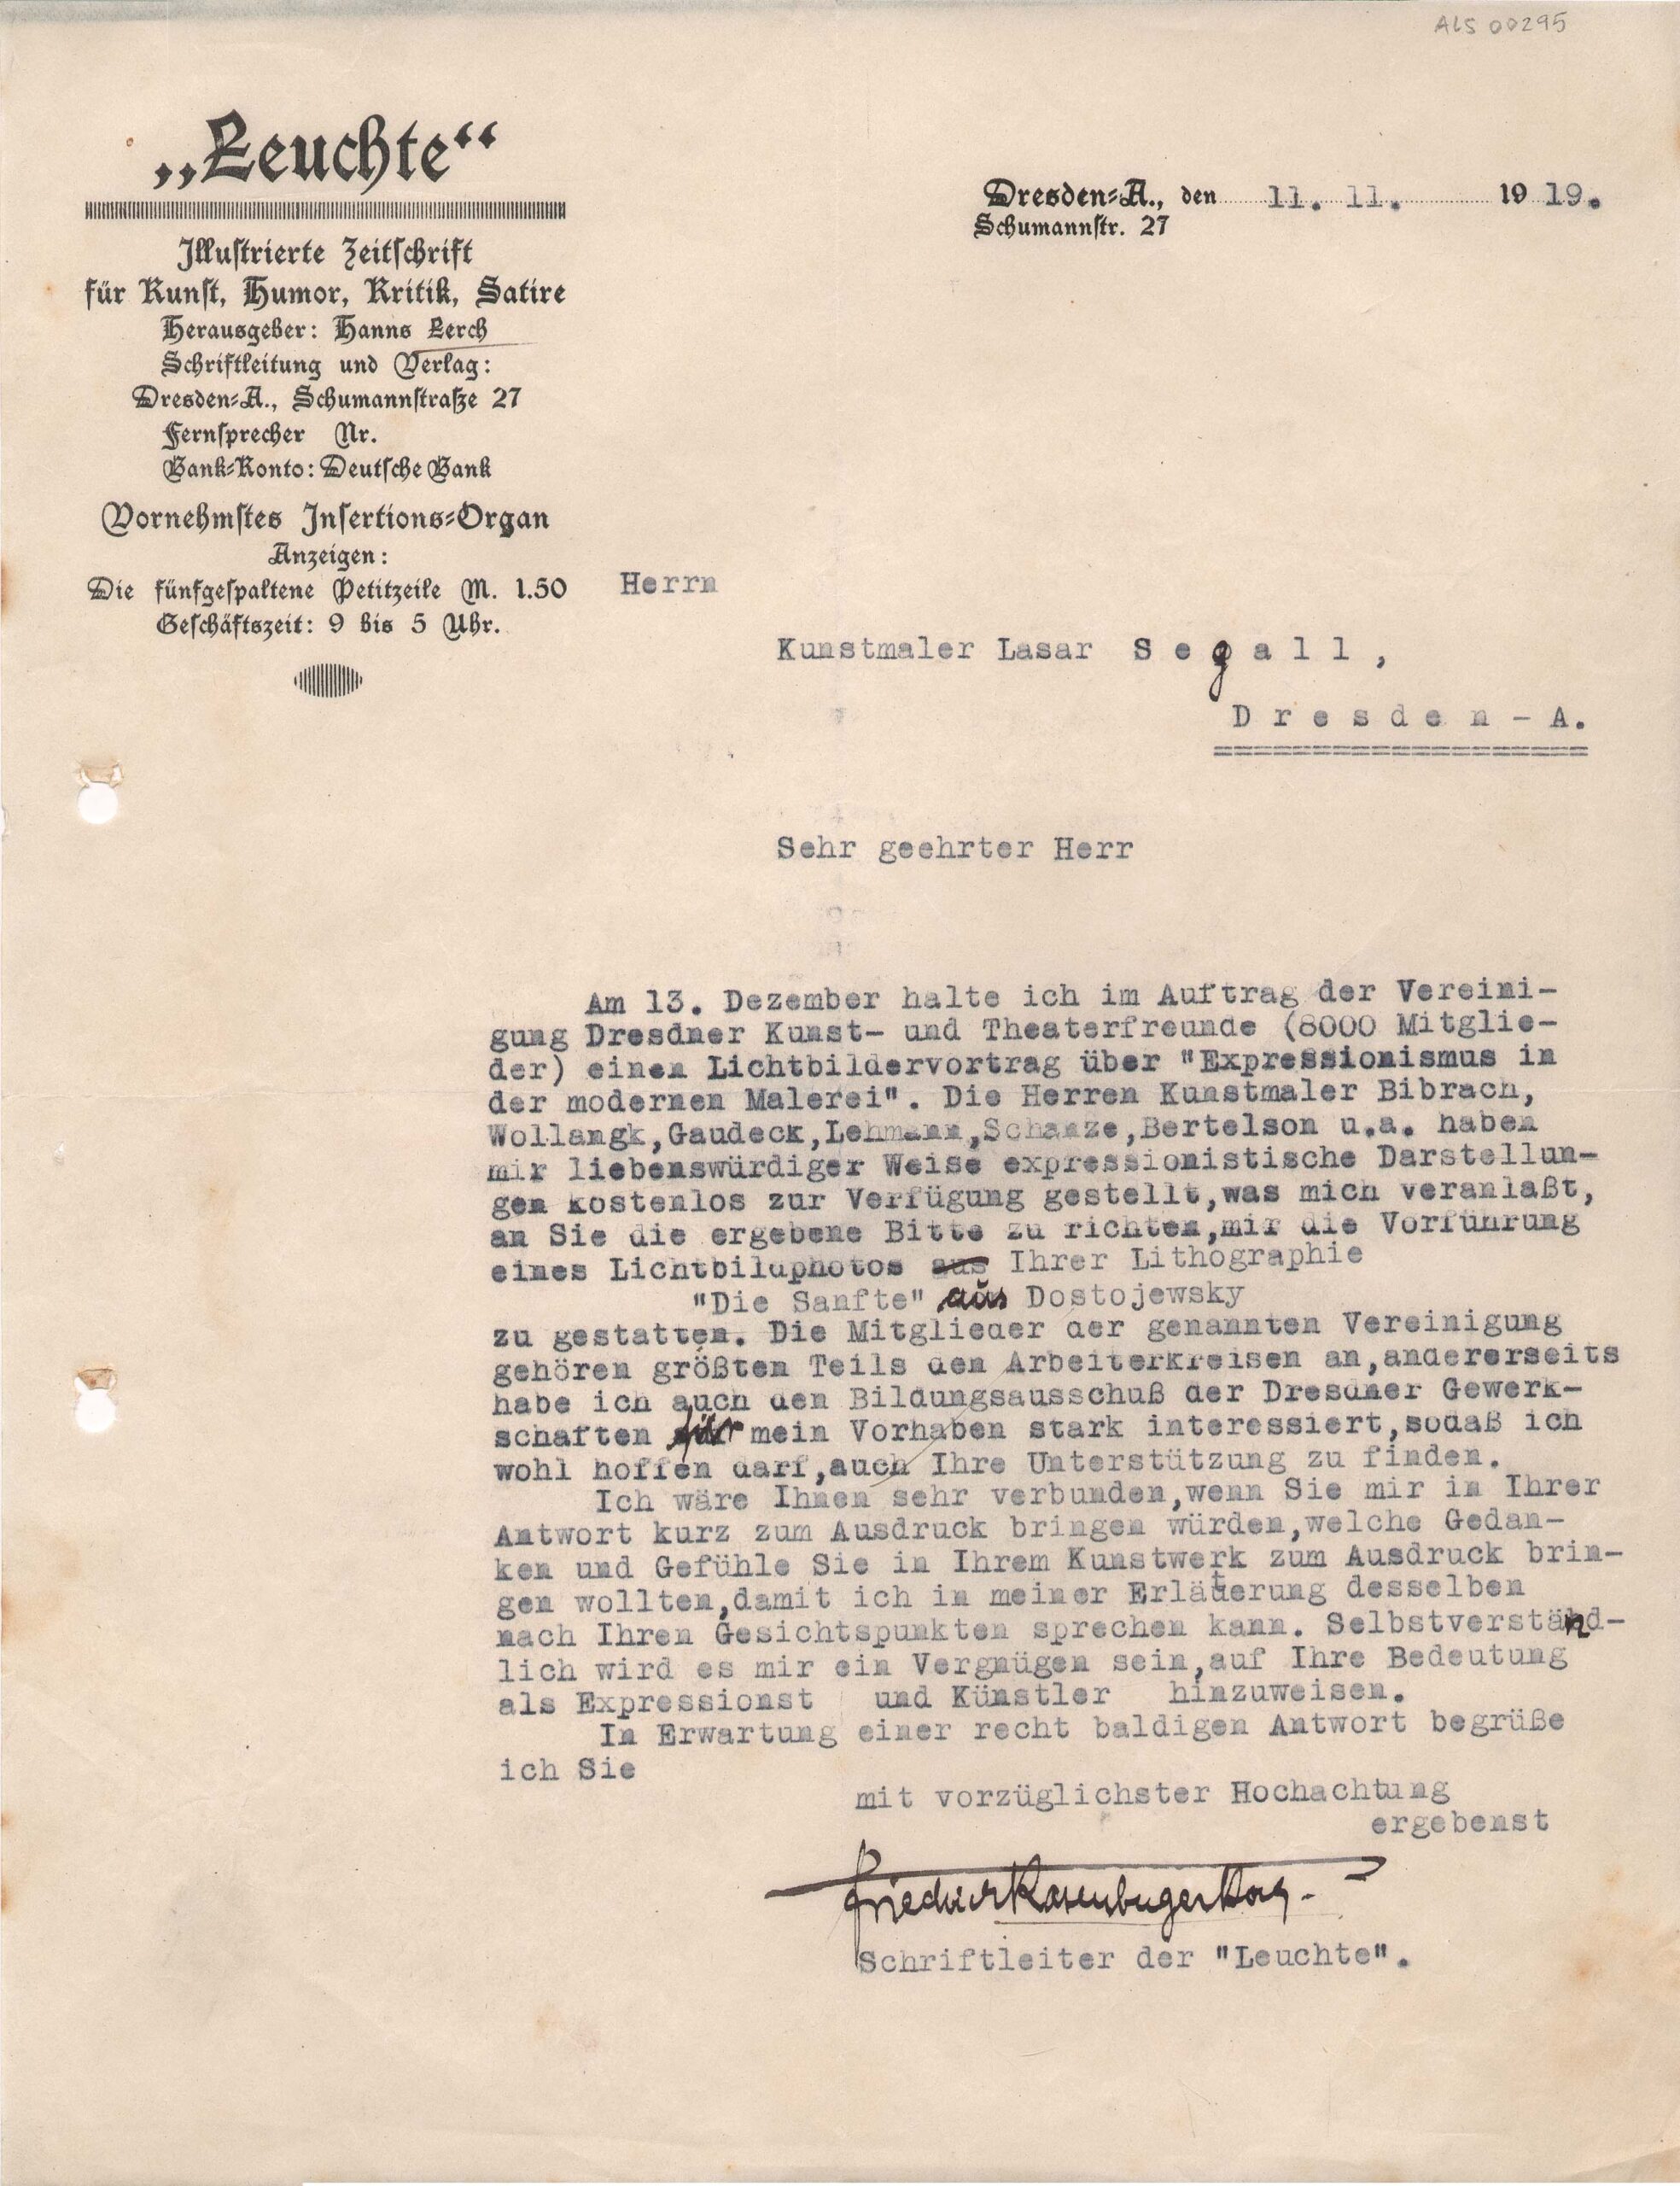 ALS 00295
„Leuchte“
Illustrierte Zeitschrift
für Kunst, Humor, Kritik, Satire
Herausgeber: Hanns Lerch
Schriftleitung und Verlag:
Dresden-A., Schumannstraße 27
Fernsprecher Nr.
Bank-Konto: Deutsche Bank
Vornehmstes Insertions-Organ
Anzeigen:
Die fünfgespaltene Petitzeile M. 1.50
Geschäftszeit: 9 bis 5 Uhr.
Dresden-A., den 11. 11. 1919.
Schumannstr. 27
Herrn
Kunstmaler Lasar S e g a l l ,
D r e s d e n - A.
Sehr geehrter Herr
Am 13. Dezember halte ich im Auftrag der Vereini-
gung Dresdner Kunst- und Theaterfreunde (8000 Mitglie-
der) einen Lichtbildervortrag über "Expressionismus in
der modernen Malerei". Die Herren Kunstmaler Bibrach,
Wollangk,Gaudeck,Lehmann,Schanze,Bertelson u.a. haben
mir liebenswürdiger Weise expressionistische Darstellun-
gen kostenlos zur Verfügung gestellt,was mich veranlaßt,
an Sie die ergebene Bitte zu richten,mir die Vorführung
eines Lichtbildphotos aus Ihrer Lithographie
"Die Sanfte" aus Dostojewsky
zu gestatten. Die Mitglieder der genannten Vereinigung
gehören größten Teils den Arbeiterkreisen an,andererseits
habe ich auch den Bildungsausschuß der Dresdner Gewerk-
schaften für mein Vorhaben stark interessiert,sodaß ich
wohl hoffen darf,auch Ihre Unterstützung zu finden.
Ich wäre Ihnen sehr verbunden,wenn Sie mir in Ihrer
Antwort kurz zum Ausdruck bringen würden,welche Gedan-
ken und Gefühle Sie in Ihrem Kunstwerk zum Ausdruck brin-
gen wollten,damit ich in meiner Erläuterung desselben
nach Ihren Gesichtspunkten sprechen kann. Selbstverständ-
lich wird es mir ein Vergnügen sein,auf Ihre Bedeutung
als Expressionst und Künstler hinzuweisen.
In Erwartung einer recht baldigen Antwort begrüße
ich Sie
mit vorzüglichster Hochachtung
ergebenst
Schriftleiter der "Leuchte".